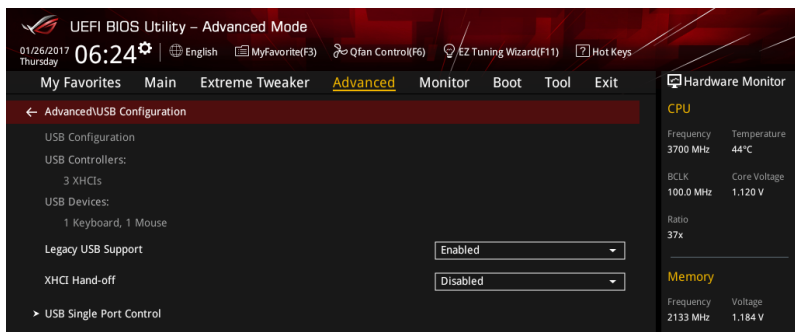 UEFI BIOS Utility – Advanced Mode
01/26/2017 Thursday 06:24 English MyFavorite(F3) Qfan Control(F6) EZ Tuning Wizard(F11) ? Hot Keys
My Favorites Main Extreme Tweaker Advanced Monitor Boot Tool Exit
← Advanced\USB Configuration
USB Configuration
USB Controllers:
3 XHCIs
USB Devices:
1 Keyboard, 1 Mouse
Legacy USB Support Enabled
XHCI Hand-off Disabled
USB Single Port Control
Hardware Monitor
CPU
Frequency Temperature
3700 MHz 44°C
BCLK Core Voltage
100.0 MHz 1.120 V
Ratio
37x
Memory
Frequency Voltage
2133 MHz 1.184 V